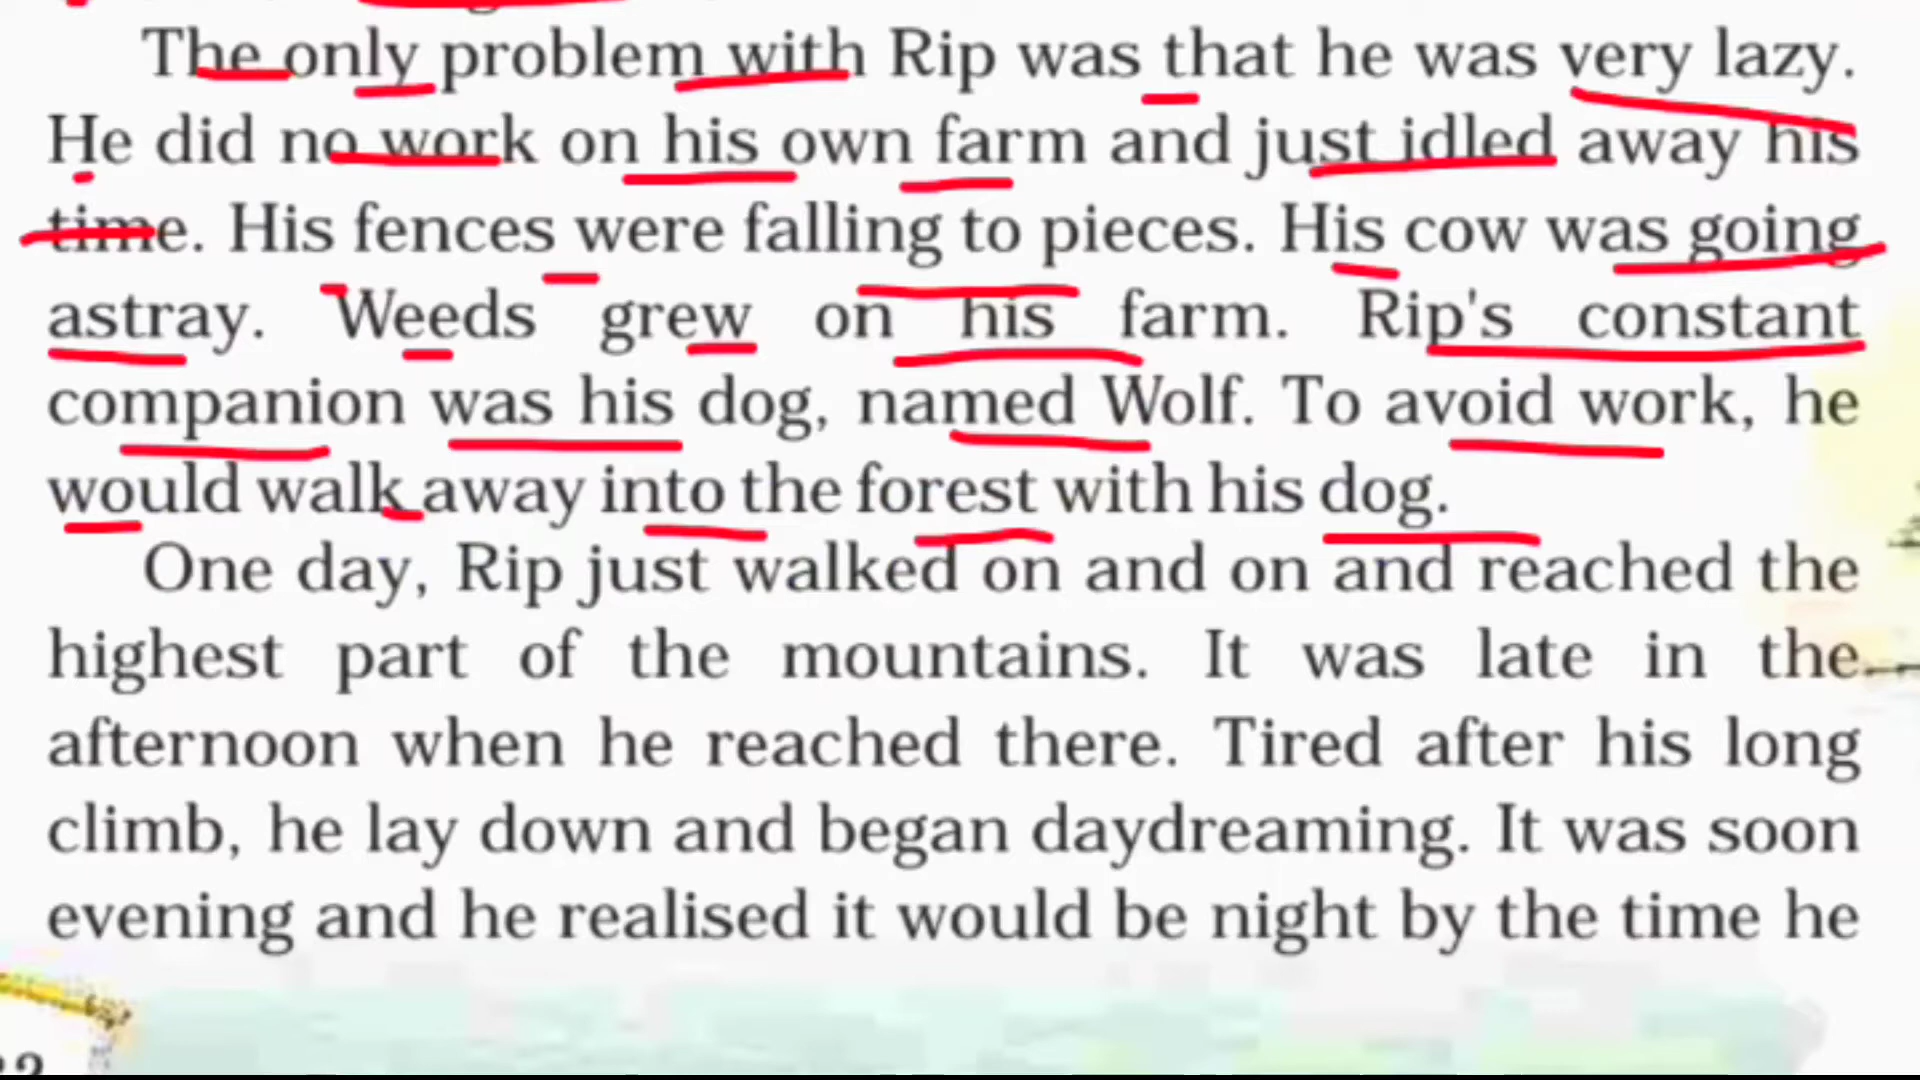 The only problem with Rip was that he was very lazy.
He did no work on his own farm and just idled away his
time. His fences were falling to pieces. His cow was going
astray. Weeds grew on his farm. Rip's constant
companion was his dog, named Wolf. To avoid work, he
would walk away into the forest with his dog.
One day, Rip just walked on and on and reached the
highest part of the mountains. It was late in the
afternoon when he reached there. Tired after his long
climb, he lay down and began daydreaming. It was soon
evening and he realised it would be night by the time he